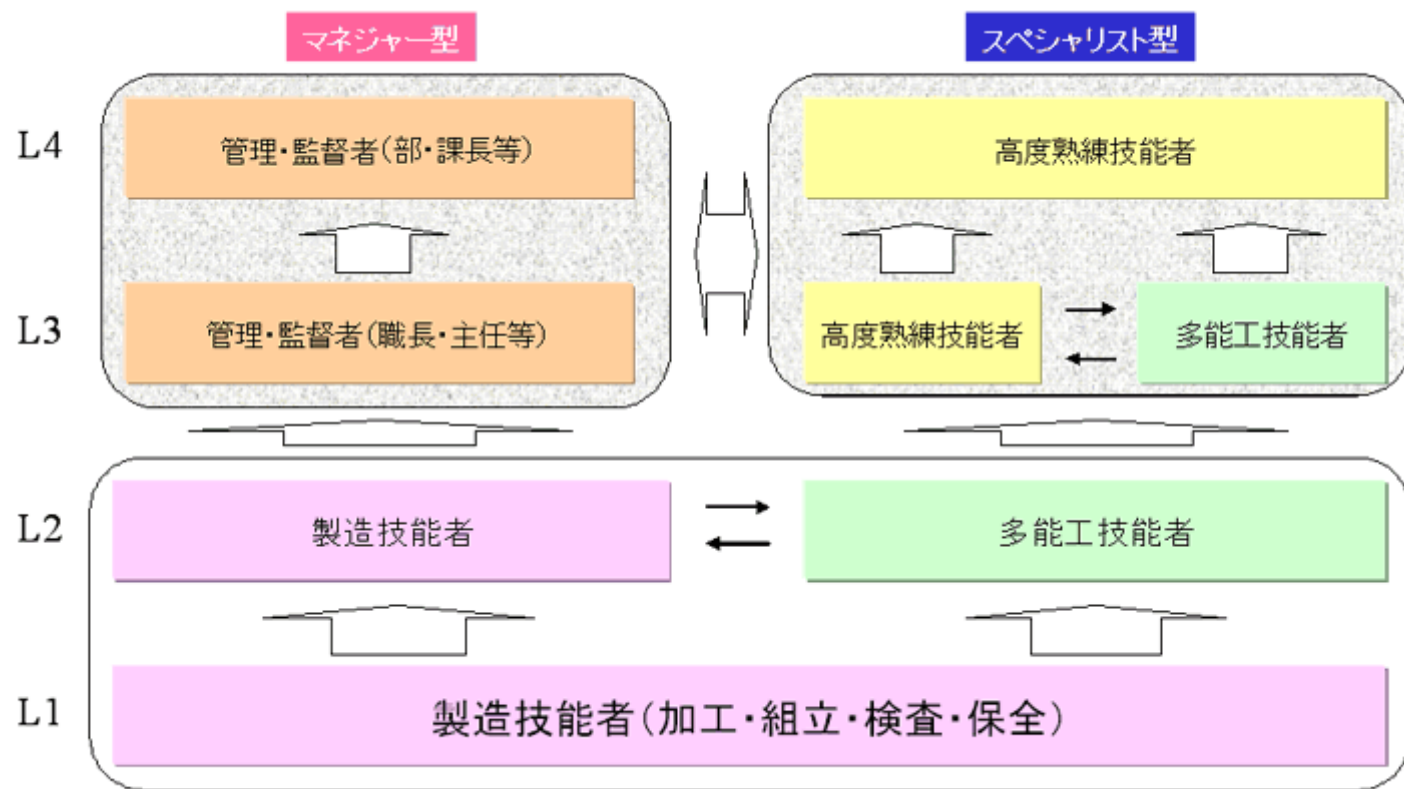 マネジャー型
スペシャリスト型
L4
管理・監督者(部・課長等)
高度熟練技能者
L3
管理・監督者(職長・主任等)
高度熟練技能者
多能工技能者
L2
製造技能者
多能工技能者
L1
製造技能者(加工・組立・検査・保全)